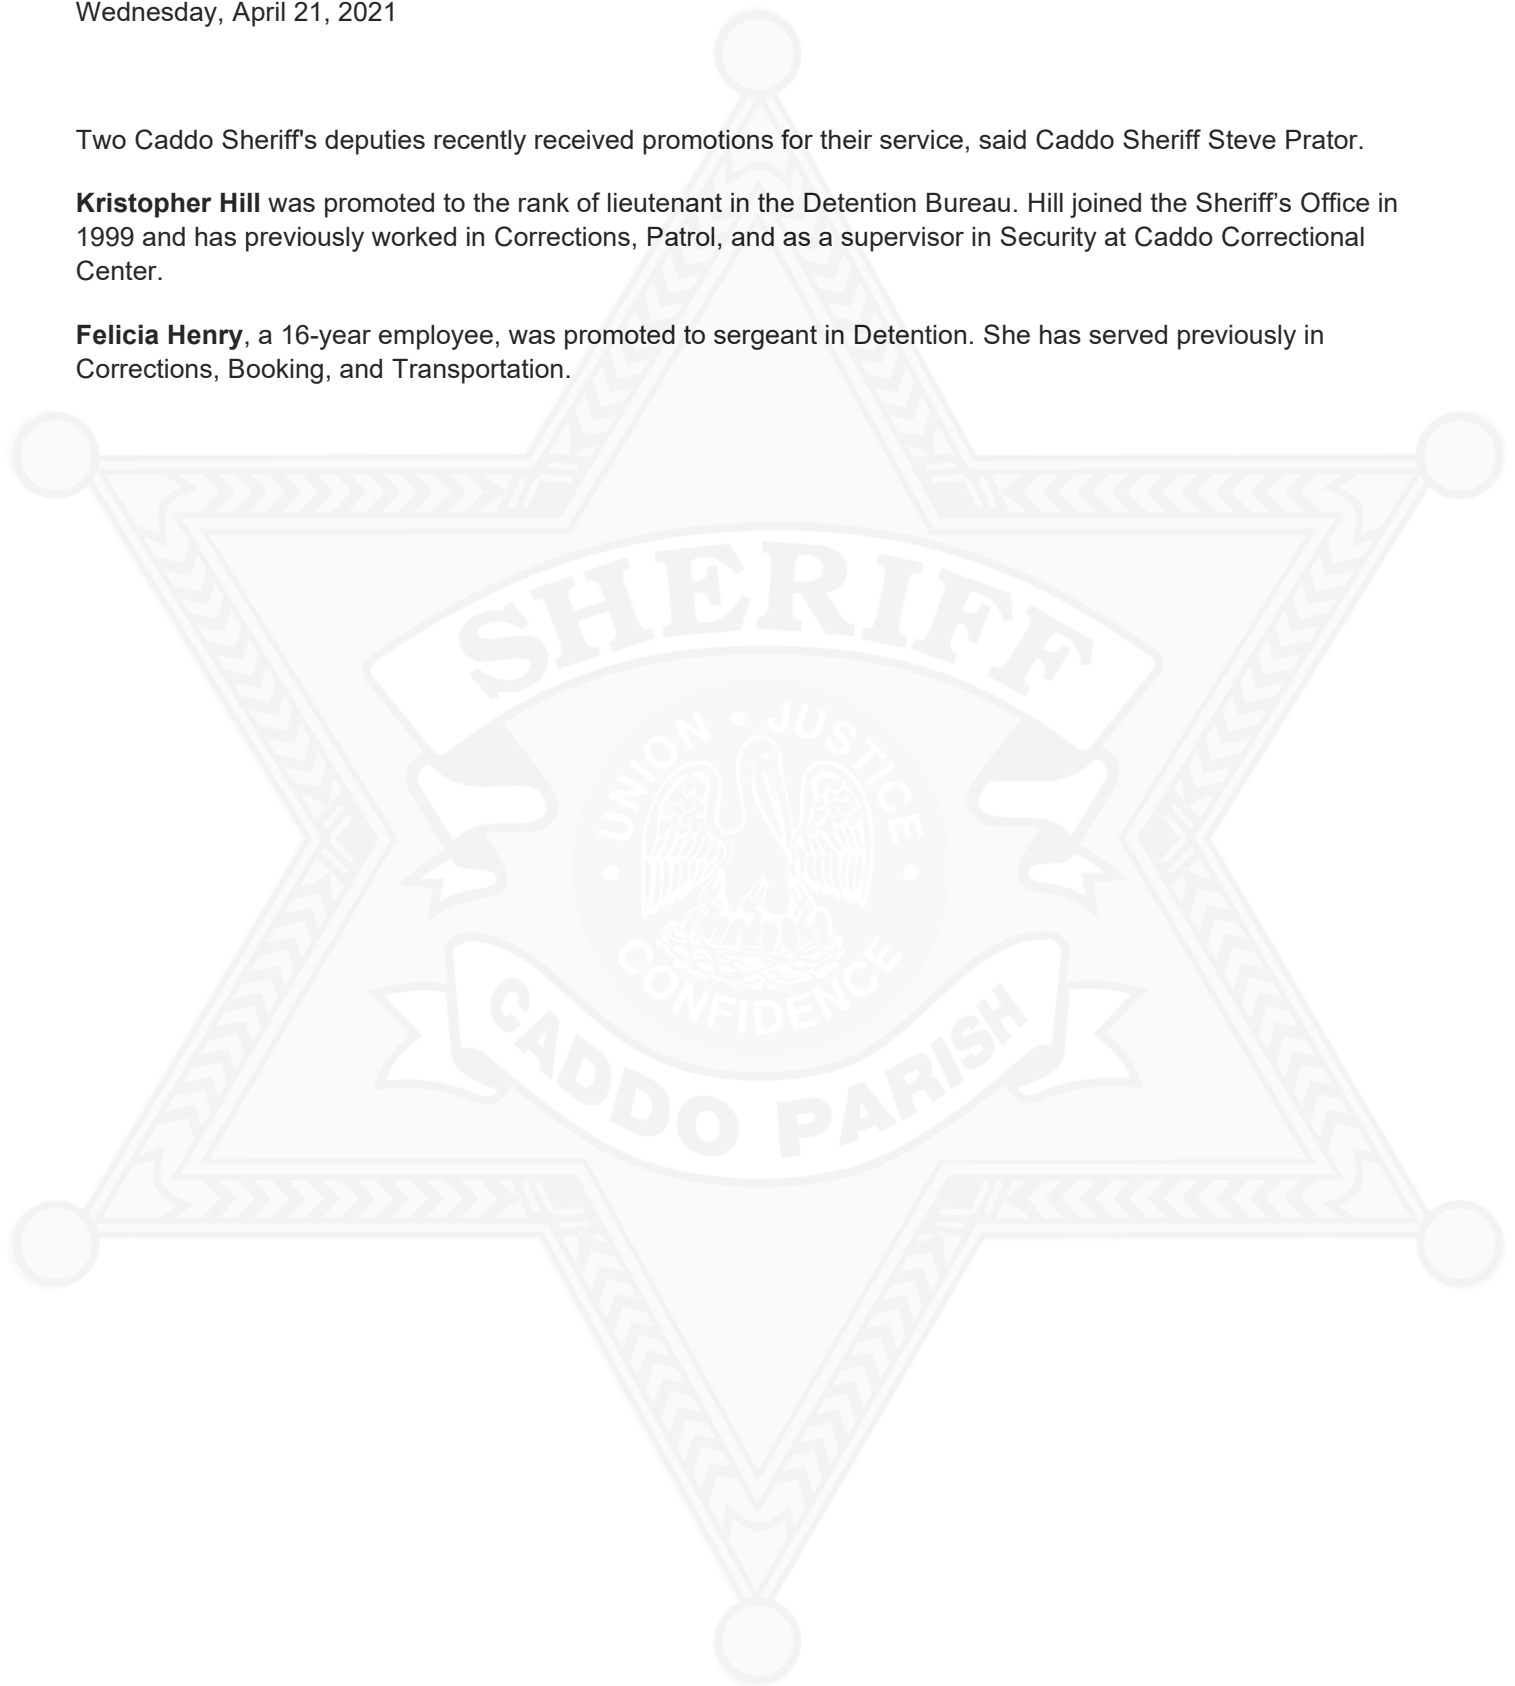 Wednesday, April 21, 2021
Two Caddo Sheriff's deputies recently received promotions for their service, said Caddo Sheriff Steve Prator.
Kristopher Hill was promoted to the rank of lieutenant in the Detention Bureau. Hill joined the Sheriff’s Office in
1999 and has previously worked in Corrections, Patrol, and as a supervisor in Security at Caddo Correctional
Center.
Felicia Henry, a 16-year employee, was promoted to sergeant in Detention. She has served previously in
Corrections, Booking, and Transportation.
SHERIFF
UNION • JUSTICE
• CONFIDENCE •
CADDO PARISH